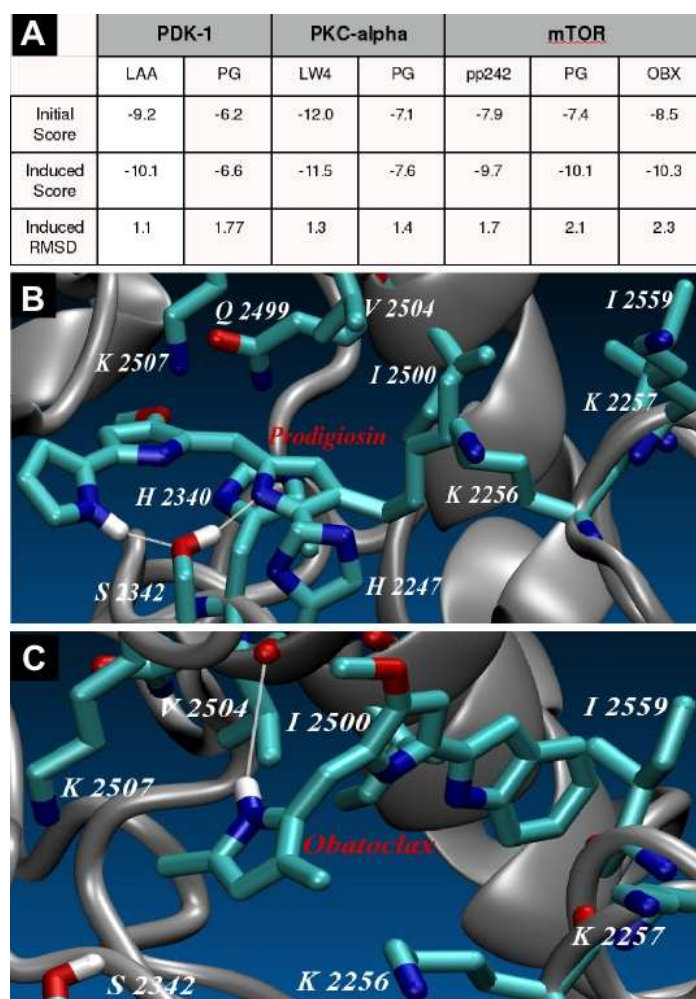 A
PDK-1 PKC-alpha mTOR
LAA PG LW4 PG pp242 PG OBX
Initial Score -9.2 -6.2 -12.0 -7.1 -7.9 -7.4 -8.5
Induced Score -10.1 -6.6 -11.5 -7.6 -9.7 -10.1 -10.3
Induced RMSD 1.1 1.77 1.3 1.4 1.7 2.1 2.3
B
Q 2499
V 2504
I 2559
K 2507
I 2500
K 2257
Prodigiosin
H 2340
K 2256
S 2342
H 2247
C
V 2504
I 2500
I 2559
K 2507
Obatoclax
K 2257
S 2342
K 2256